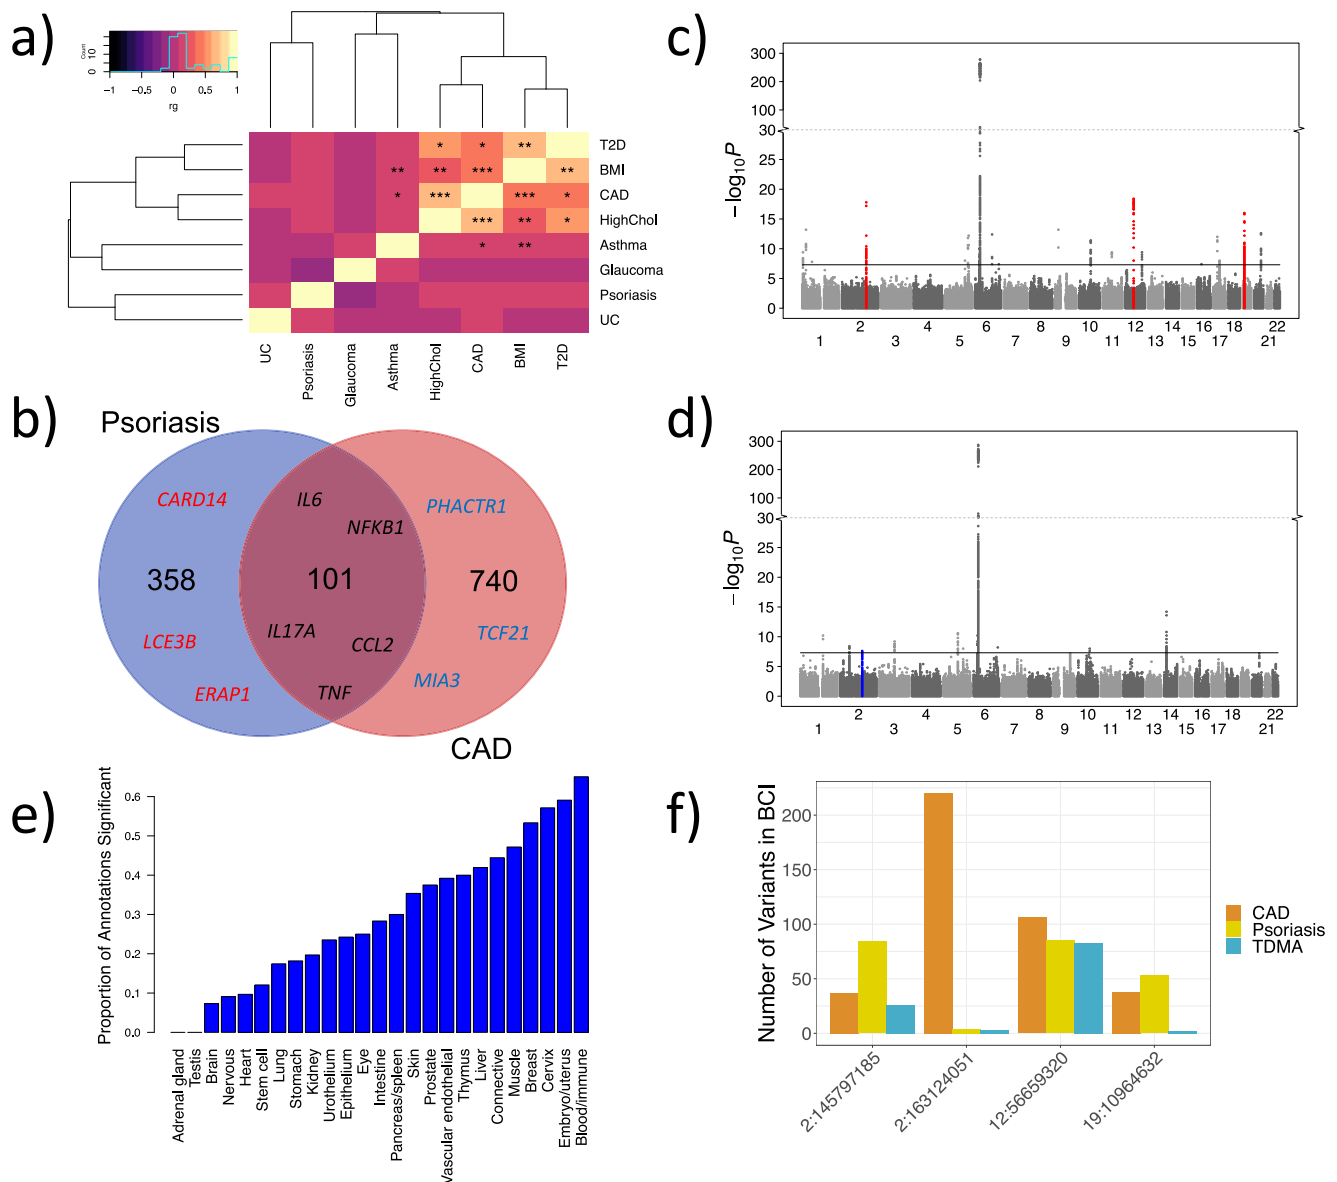 a)
Count
0 10
-1 -0.5 0 0.5 1
rg
* * ** T2D
** ** *** ** BMI
* *** *** * CAD
*** ** * HighChol
* ** Asthma
Glaucoma
Psoriasis
UC
UC Psoriasis Glaucoma Asthma HighChol CAD BMI T2D
b)
Psoriasis
CARD14 IL6 NFKB1 PHACTR1
358 101 740
LCE3B IL17A CCL2 TCF21
ERAP1 TNF MIA3
CAD
c)
300
200
100
30
25
20
15
10
5
0
−log10P
2 4 5 6 8 10 12 14 16 18 22
1 3 7 9 11 13 15 17 21
d)
300
200
100
30
25
20
15
10
5
0
−log10P
2 4 5 6 8 10 12 14 16 18 22
1 3 7 9 11 13 15 17 21
e)
Proportion of Annotations Significant
0.6
0.5
0.4
0.3
0.2
0.1
0.0
Adrenal gland
Testis
Brain
Nervous
Heart
Stem cell
Lung
Stomach
Kidney
Urothelium
Epithelium
Eye
Intestine
Pancreas/spleen
Skin
Prostate
Vascular endothelial
Thymus
Liver
Connective
Muscle
Breast
Cervix
Embryo/uterus
Blood/immune
f)
Number of Variants in BCI
200
150
100
50
0
2:145797185
2:163124051
12:56659320
19:10964632
CAD
Psoriasis
TDMA